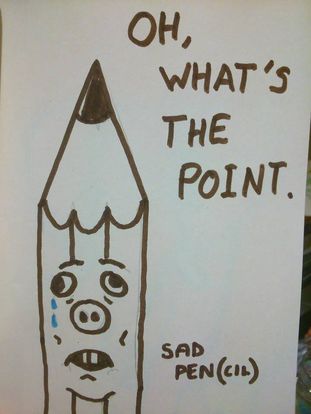 OH,
WHAT'S
THE
POINT.
SAD
PEN(CIL)